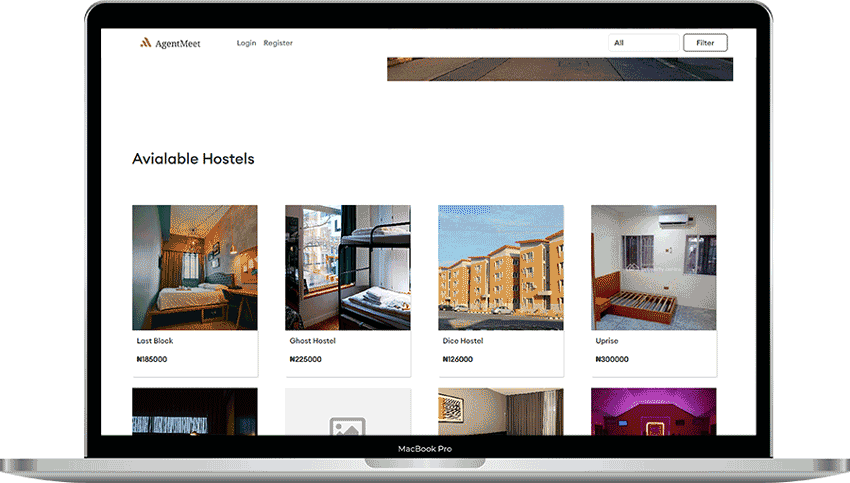 AgentMeet Login Register All Filter
Avialable Hostels
Last Block Ghost Hostel Dice Hostel Uprise
₦185000 ₦225000 ₦126000 ₦300000
MacBook Pro